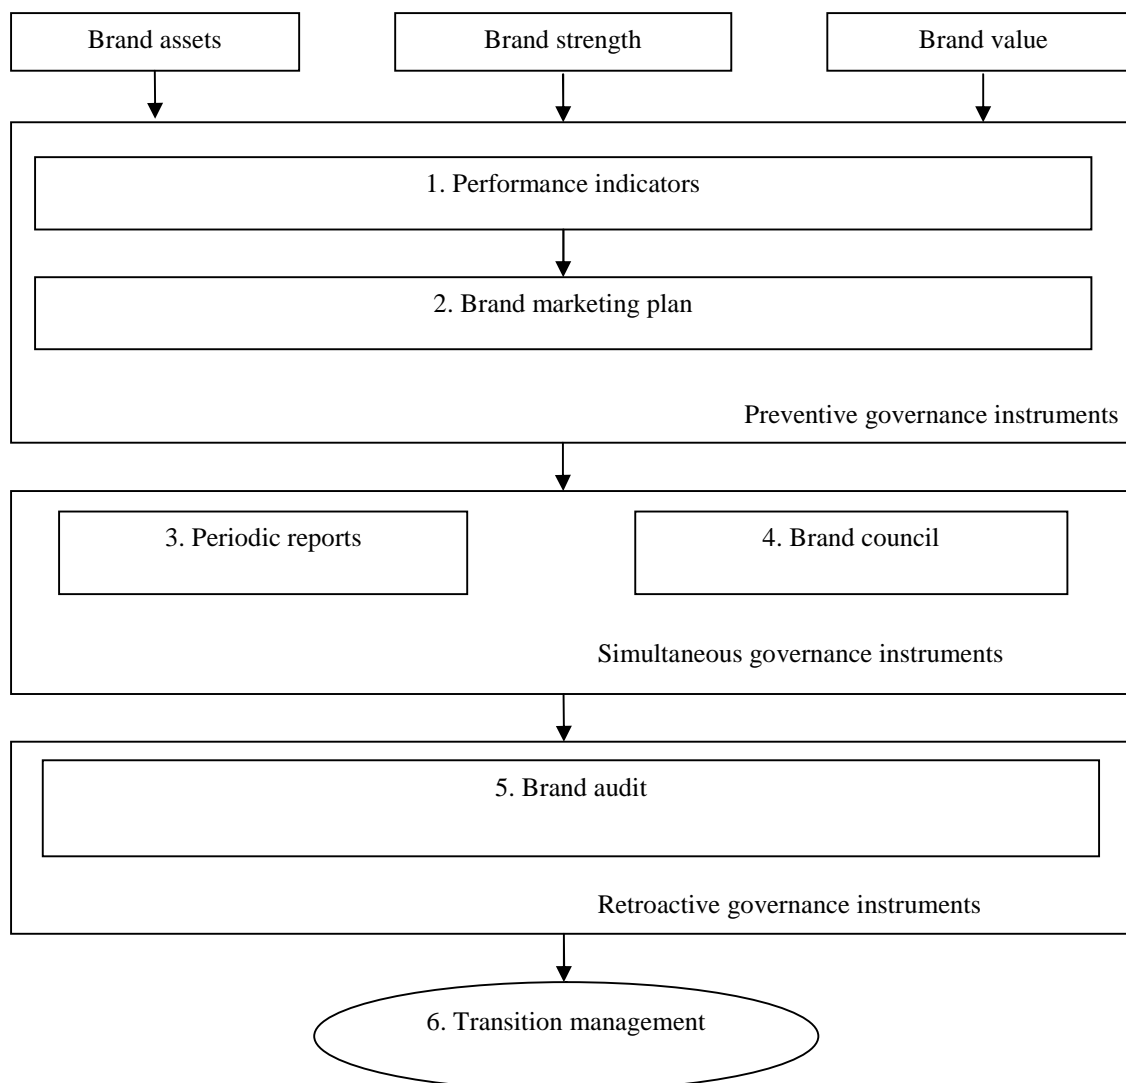 Brand assets
Brand strength
Brand value
1. Performance indicators
2. Brand marketing plan
Preventive governance instruments
3. Periodic reports
4. Brand council
Simultaneous governance instruments
5. Brand audit
Retroactive governance instruments
6. Transition management